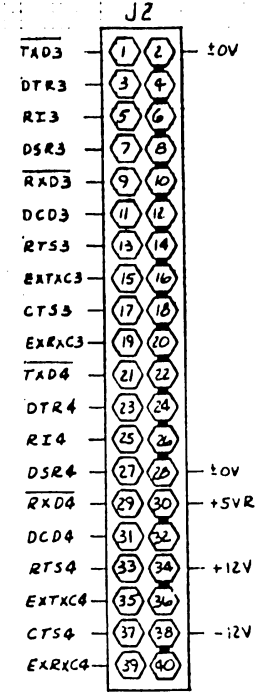 J2
TXD3 1 2 ±0V
DTR3 3 4
RI3 5 6
DSR3 7 8
RXD3 9 10
DCD3 11 12
RTS3 13 14
EXTXC3 15 16
CTS3 17 18
EXRXC3 19 20
TXD4 21 22
DTR4 23 24
RI4 25 26
DSR4 27 28 ±0V
RXD4 29 30 +5VR
DCD4 31 32
RTS4 33 34 +12V
EXTXC4 35 36
CTS4 37 38 -12V
EXRXC4 39 40